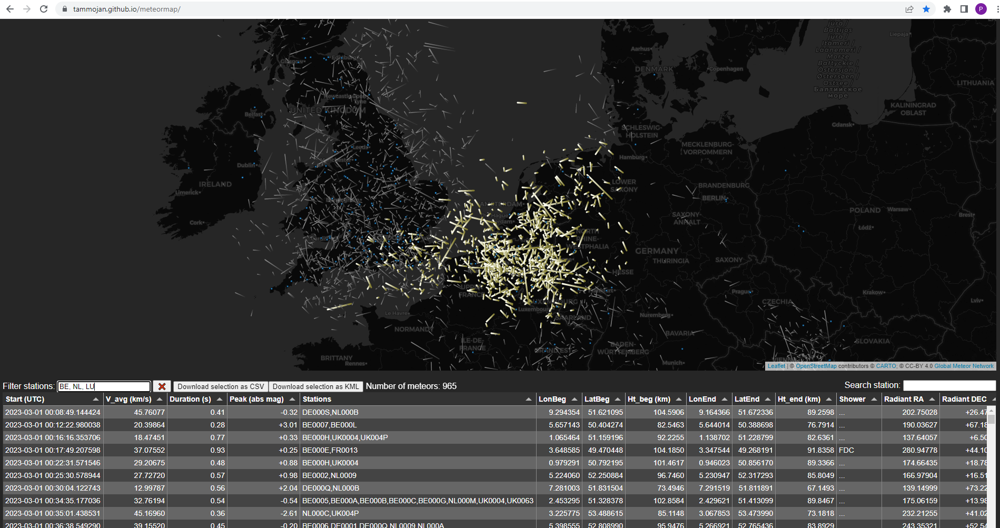 tammojan.github.io/meteormap/
P
jūra /
Baltijos
jūra /
Itämeri /
Läänemeri /
Morze
Bałtyckie /
Östersjön /
Østersøen /
Ostsee /
Балтийское
море
Liepaja
Aarhus
DENMARK
Copenhagen
LITHUANIA
Edinburgh
Glasgow
Newcastle upon
Tyne
UNITED KINGDOM
Belfast
KALININGRAD
OBLAST
Gdansk
SCHLESWIG-
HOLSTEIN
MECKLENBURG-
VORPOMMERN
Hamburg
Leeds
Manchester
Dublin
IRELAND
Limerick
Cork
LOWER
SAXONY
BRANDENBURG
BERLIN
AMSTERDAM
The Hague
POLAND
Warsaw
Brest
SAXONY-
ANHALT
Łódź
NORTH
RHINE-
WESTPHALIA
GERMANY
THURINGIA
SAXONY
HESSE
Cardiff
LONDON
UPPER
FRANCE
Frankfurt
Prague
Krakow
CZECHIA
Lviv
LUXEMBOURG
Luxembourg
SAARLAND
Le Havre
Nuremberg
NORMANDY
BAVARIA
ILE-DE-
FRANCE
GRAND EST
BADEN-
WÜRTTEMBERG
SLOVAKIA
BRITTANY
Rennes
Munich
VIENNA
Leaflet | © OpenStreetMap contributors © CARTO; © CC-BY 4.0 Global Meteor Network
Filter stations: BE, NL, LU Download selection as CSV Download selection as KML Number of meteors: 965 Search station:
Start (UTC) V_avg (km/s) Duration (s) Peak (abs mag) Stations LonBeg LatBeg Ht_beg (km) LonEnd LatEnd Ht_end (km) Shower Radiant RA Radiant DEC
2023-03-01 00:08:49.144424 45.76077 0.41 -0.32 DE000S,NL000B 9.294354 51.621095 104.5906 9.164366 51.672336 89.2598 ... 202.75028 +26.47
2023-03-01 00:12:22.980038 20.39864 0.28 +3.01 BE0007,BE000L 5.657143 50.404274 82.5463 5.644014 50.388698 76.7914 ... 190.03627 +67.18
2023-03-01 00:16:16.353706 18.47451 0.77 +0.33 BE000H,UK0004,UK004P 1.065464 51.159196 92.2255 1.138702 51.228799 82.6361 ... 137.64057 +6.50
2023-03-01 00:17:49.207598 37.07552 0.93 +0.25 BE000E,FR0013 3.648585 49.470448 104.1850 3.347544 49.268191 91.8358 FDC 280.94778 +44.10
2023-03-01 00:22:31.571546 29.20675 0.48 +0.88 BE000H,UK0004 0.979291 50.792195 101.4617 0.946023 50.856170 89.3366 ... 174.66435 +18.78
2023-03-01 00:25:30.578944 27.72720 0.57 +0.98 BE0002,NL0009 5.224060 52.250884 96.7460 5.230947 52.317293 85.8049 ... 166.97904 +16.51
2023-03-01 00:30:04.122743 12.99787 0.56 +2.04 DE000Q,NL000B 7.281003 51.831504 73.4946 7.291519 51.811891 67.1493 ... 139.14999 +73.22
2023-03-01 00:34:35.177036 32.76194 0.54 -0.54 BE0005,BE000A,BE000B,BE000C,BE000G,NL000M,UK0004,UK0063 2.453295 51.328378 102.8584 2.429621 51.413099 89.8467 ... 175.06159 +13.98
2023-03-01 00:35:01.438531 45.16960 0.36 -2.61 NL000C,UK004P 3.225775 53.488615 85.1148 3.067853 53.473990 73.1818 ... 232.21255 +41.02
2023-03-01 00:36:38.549290 39.15520 0.45 -0.20 BE0006,DE0001,DE000Q,NL0009,NL000A 5.398555 52.808990 95.9476 5.266921 52.765436 83.8929 ... 243.35321 +52.54